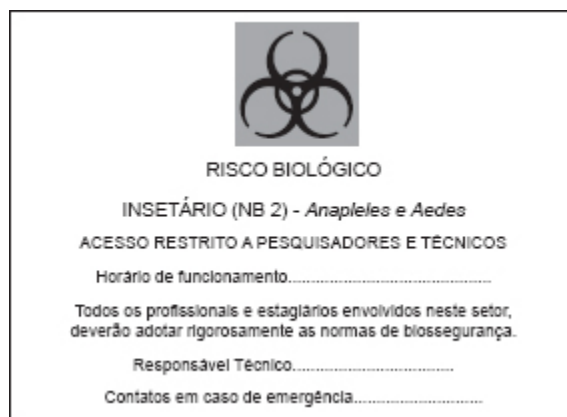 RISCO BIOLÓGICO
INSETÁRIO (NB 2) - Anapleles e Aedes
ACESSO RESTRITO A PESQUISADORES E TÉCNICOS
Horário de funcionamento....................................................
Todos os profissionais e estagiários envolvidos neste setor,
deverão adotar rigorosamente as normas de biossegurança.
Responsável Técnico.........................................
Contatos em caso de emergência.................................